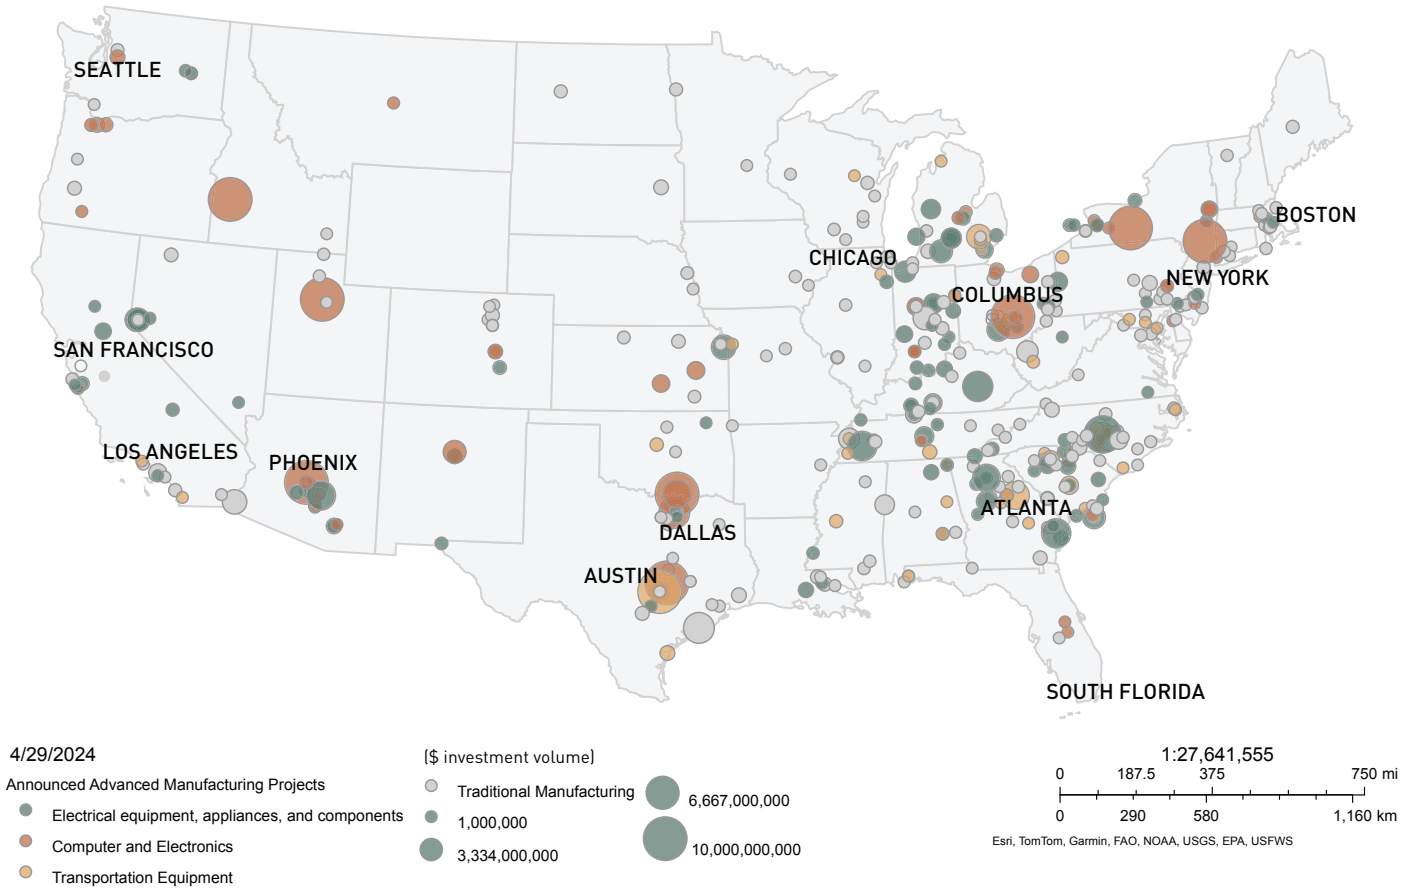 SEATTLE
BOSTON
CHICAGO
NEW YORK
COLUMBUS
SAN FRANCISCO
LOS ANGELES
PHOENIX
ATLANTA
DALLAS
AUSTIN
SOUTH FLORIDA
4/29/2024
Announced Advanced Manufacturing Projects
Electrical equipment, appliances, and components
Computer and Electronics
Transportation Equipment
($ investment volume)
Traditional Manufacturing
1,000,000
3,334,000,000
6,667,000,000
10,000,000,000
1:27,641,555
0 187.5 375 750 mi
0 290 580 1,160 km
Esri, TomTom, Garmin, FAO, NOAA, USGS, EPA, USFWS